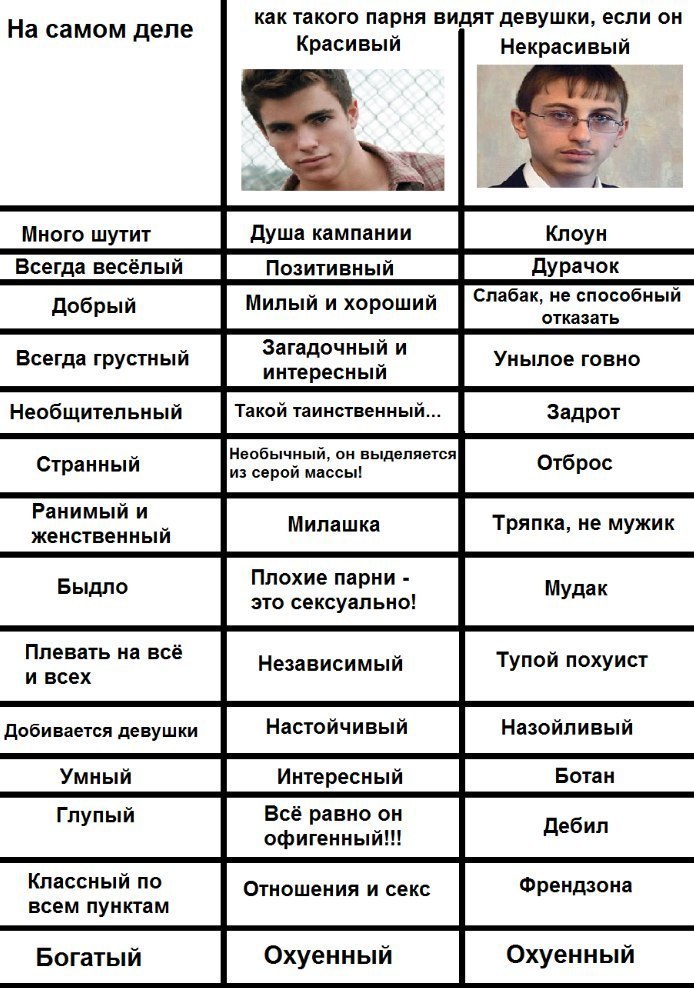 На самом деле
как такого парня видят девушки, если он
Красивый
Некрасивый
Много шутит
Душа кампании
Клоун
Всегда весёлый
Позитивный
Дурачок
Добрый
Милый и хороший
Слабак, не способный
отказать
Всегда грустный
Загадочный и
интересный
Унылое говно
Необщительный
Такой таинственный...
Задрот
Странный
Необычный, он выделяется
из серой массы!
Отброс
Ранимый и
женственный
Милашка
Тряпка, не мужик
Быдло
Плохие парни -
это сексуально!
Мудак
Плевать на всё
и всех
Независимый
Тупой похуист
Добивается девушки
Настойчивый
Назойливый
Умный
Интересный
Ботан
Глупый
Всё равно он
офигенный!!!
Дебил
Классный по
всем пунктам
Отношения и секс
Френдзона
Богатый
Охуенный
Охуенный